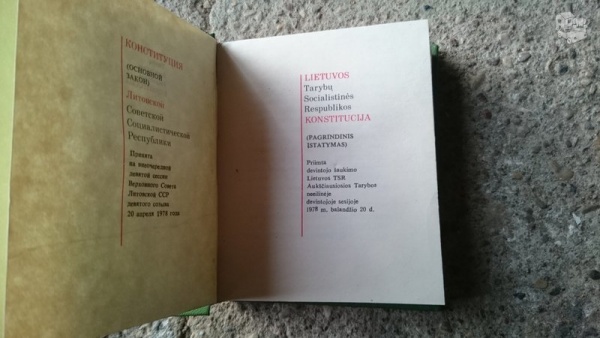 КОНСТИТУЦИЯ
(ОСНОВНОЙ
ЗАКОН)
Литовской
Советской
Социалистической
Республики
Принята
на внеочередной
девятой сессии
Верховного Совета
Литовской ССР
девятого созыва
20 апреля 1978 года
LIETUVOS
Tarybų
Socialistinės
Respublikos
KONSTITUCIJA
(PAGRINDINIS
ĮSTATYMAS)
Priimta
devintojo šaukimo
Lietuvos TSR
Aukščiausiosios Tarybos
neeilinėje
devintojoje sesijoje
1978 m. balandžio 20 d.